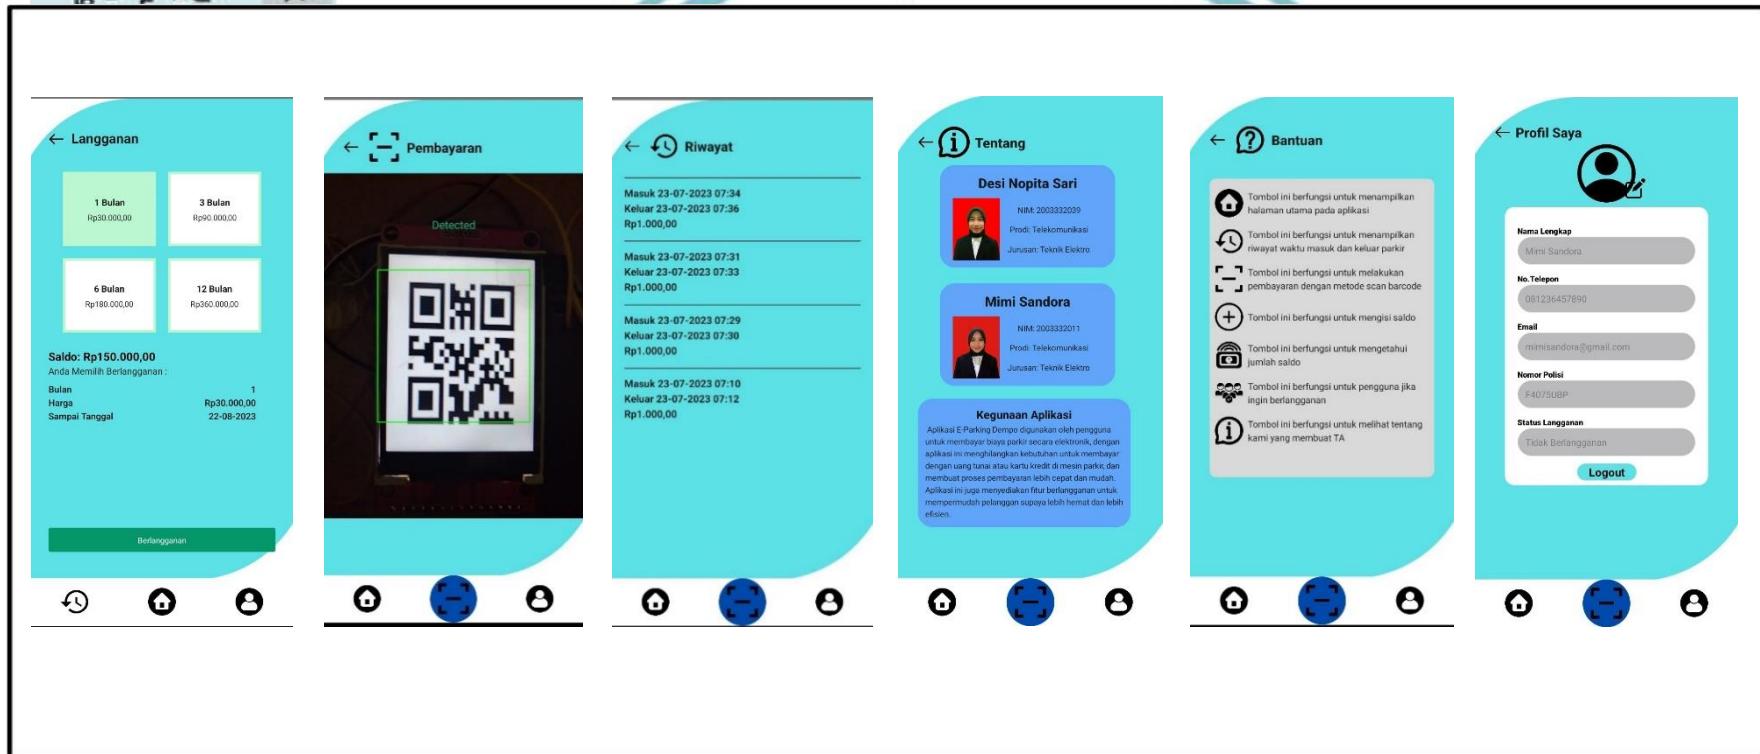 Langganan
1 Bulan
Rp30.000,00
3 Bulan
Rp90.000,00
6 Bulan
Rp180.000,00
12 Bulan
Rp360.000,00
Saldo: Rp150.000,00
Anda Memilih Berlangganan :
Bulan 1
Harga Rp30.000,00
Sampai Tanggal 22-08-2023
Berlangganan
Pembayaran
Detected
Riwayat
Masuk 23-07-2023 07:34
Keluar 23-07-2023 07:36
Rp1.000,00
Masuk 23-07-2023 07:31
Keluar 23-07-2023 07:33
Rp1.000,00
Masuk 23-07-2023 07:29
Keluar 23-07-2023 07:30
Rp1.000,00
Masuk 23-07-2023 07:10
Keluar 23-07-2023 07:12
Rp1.000,00
Tentang
Desi Nopita Sari
NIM: 2003332039
Prodi: Telekomunikasi
Jurusan: Teknik Elektro
Mimi Sandora
NIM: 2003332011
Prodi: Telekomunikasi
Jurusan: Teknik Elektro
Kegunaan Aplikasi
Aplikasi E-Parking Dempo digunakan oleh pengguna
untuk membayar biaya parkir secara elektronik, dengan
aplikasi ini menghilangkan kebutuhan untuk membayar
dengan uang tunai atau kartu kredit di mesin parkir, dan
membuat proses pembayaran lebih cepat dan mudah.
Aplikasi ini juga menyediakan fitur berlangganan untuk
mempermudah pelanggan supaya lebih hemat dan lebih
efisien.
Bantuan
Tombol ini berfungsi untuk menampilkan
halaman utama pada aplikasi
Tombol ini berfungsi untuk menampilkan
riwayat waktu masuk dan keluar parkir
Tombol ini berfungsi untuk melakukan
pembayaran dengan metode scan barcode
Tombol ini berfungsi untuk mengisi saldo
Tombol ini berfungsi untuk mengetahui
jumlah saldo
Tombol ini berfungsi untuk pengguna jika
ingin berlangganan
Tombol ini berfungsi untuk melihat tentang
kami yang membuat TA
Profil Saya
Nama Lengkap
Mimi Sandora
No.Telepon
081236457890
Email
mimisandora@gmail.com
Nomor Polisi
F4075UBP
Status Langganan
Tidak Berlangganan
Logout